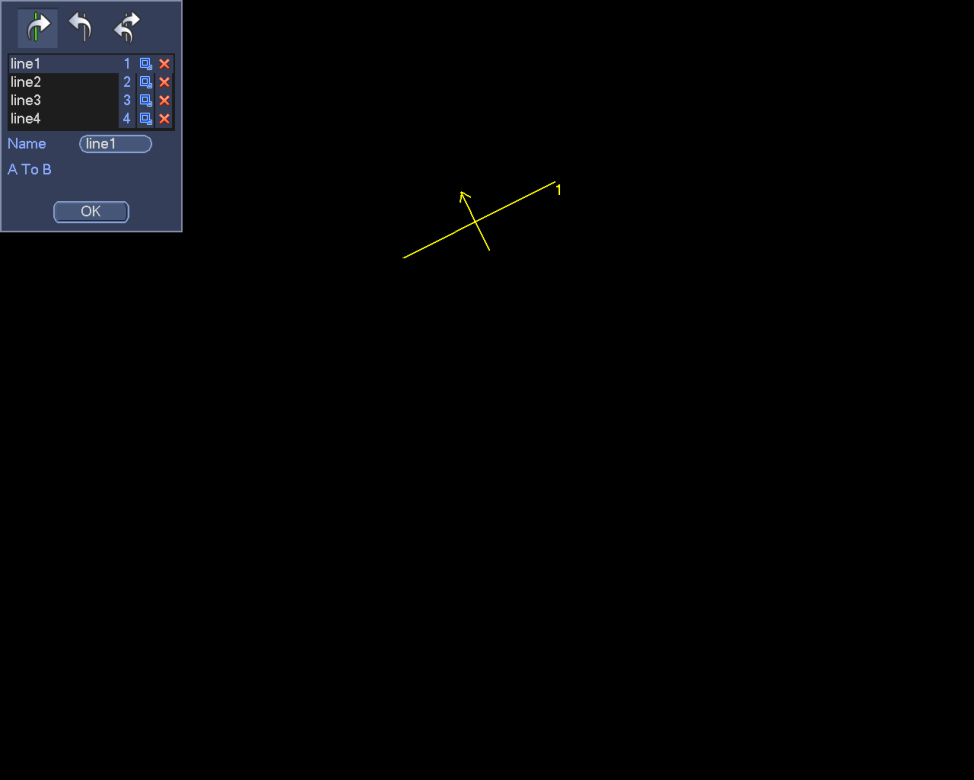 line1 1
line2 2
line3 3
line4 4
Name line1
A To B
OK
1